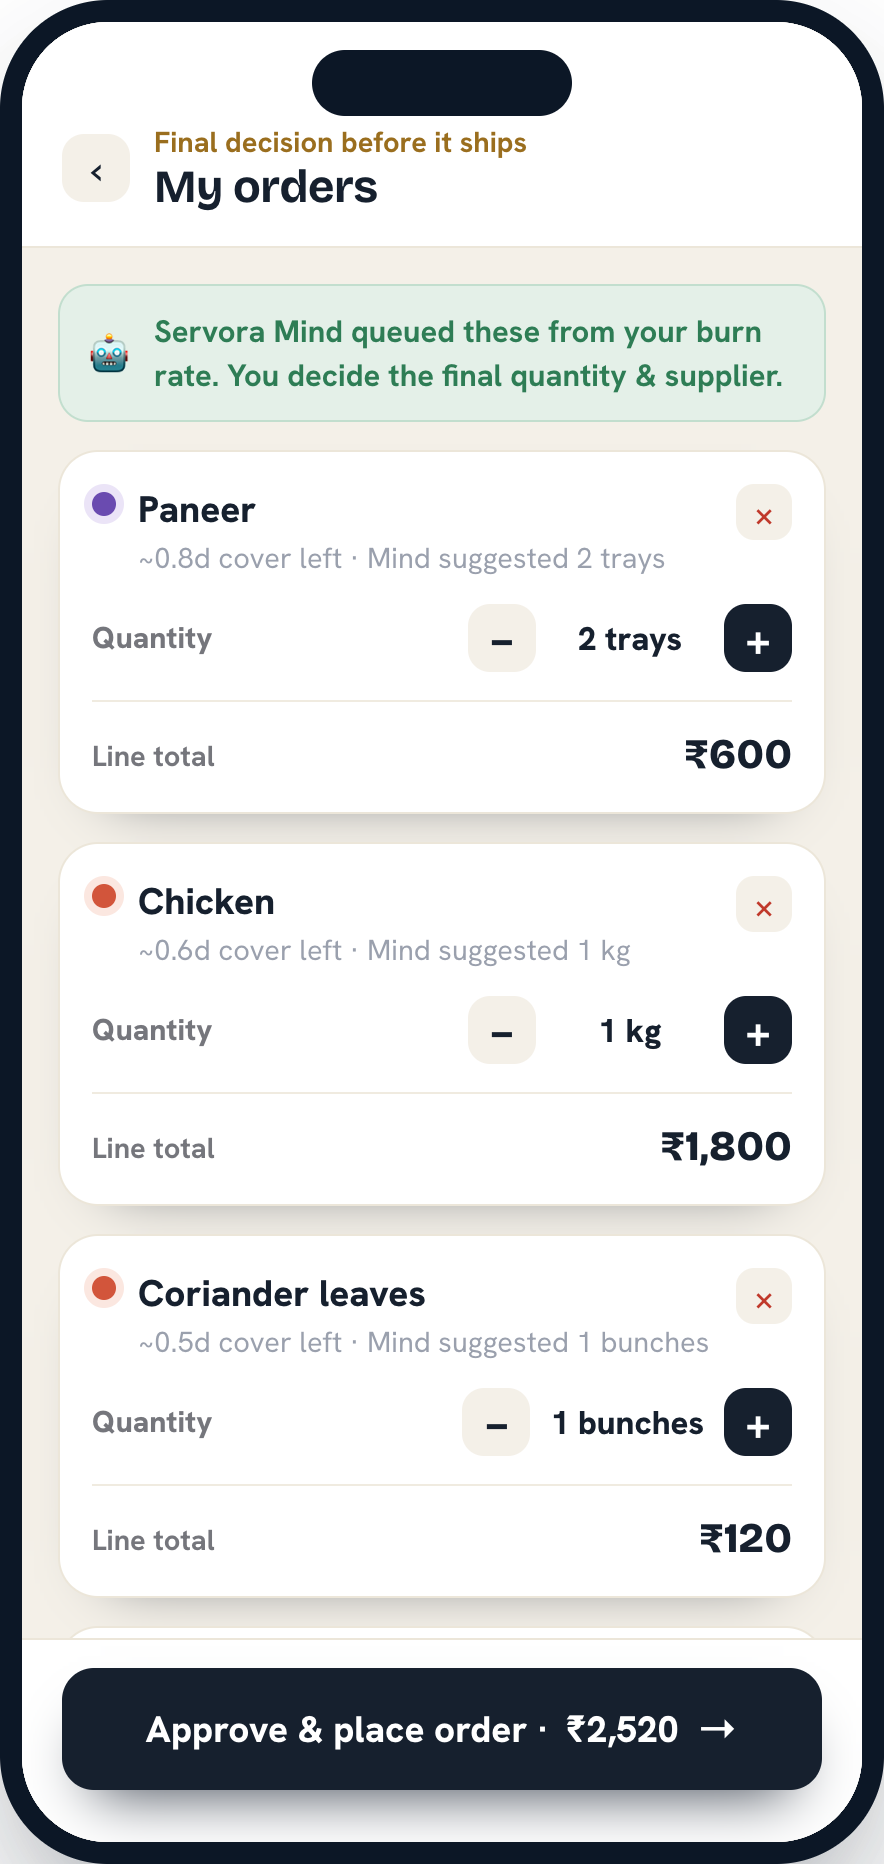 Final decision before it ships
My orders
Servora Mind queued these from your burn
rate. You decide the final quantity & supplier.
Paneer
×
~0.8d cover left · Mind suggested 2 trays
Quantity
− 2 trays +
Line total
₹600
Chicken
×
~0.6d cover left · Mind suggested 1 kg
Quantity
− 1 kg +
Line total
₹1,800
Coriander leaves
×
~0.5d cover left · Mind suggested 1 bunches
Quantity
− 1 bunches +
Line total
₹120
Approve & place order · ₹2,520 →